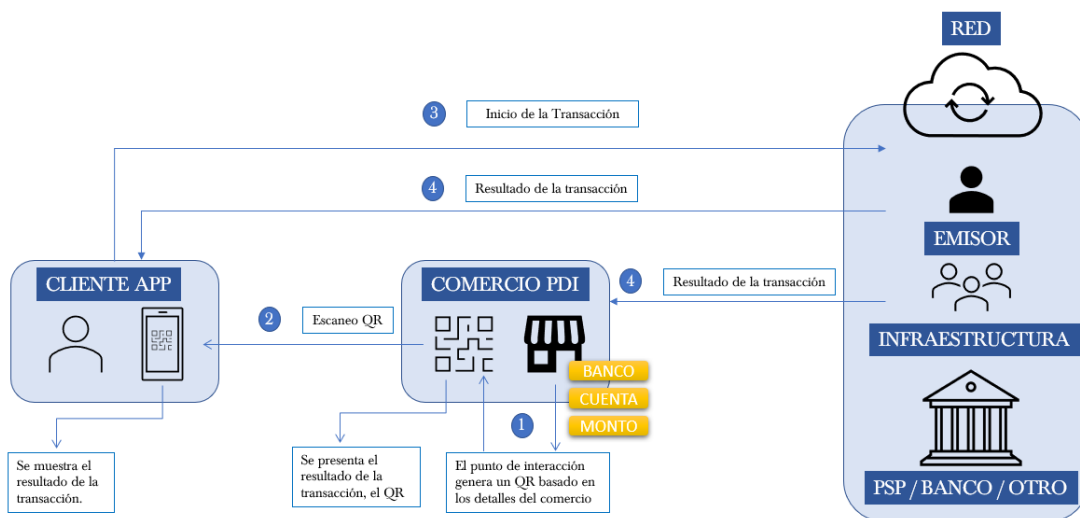 RED
3
Inicio de la Transacción
4
Resultado de la transacción
EMISOR
CLIENTE APP
COMERCIO PDI
4
Resultado de la transacción
2
Escaneo QR
INFRAESTRUCTURA
BANCO
CUENTA
MONTO
1
Se muestra el
resultado de la
transacción.
Se presenta el
resultado de la
transacción, el QR
El punto de interacción
genera un QR basado en
los detalles del comercio
PSP / BANCO / OTRO